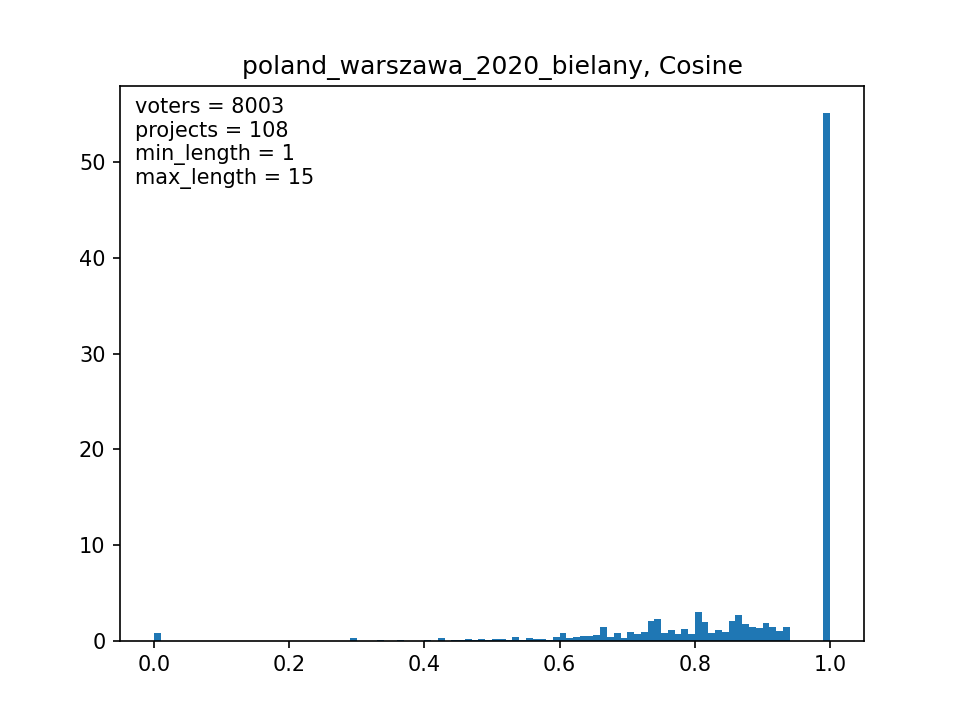 poland_warszawa_2020_bielany, Cosine
voters = 8003
projects = 108
min_length = 1
max_length = 15
50
40
30
20
10
0
0.0 0.2 0.4 0.6 0.8 1.0